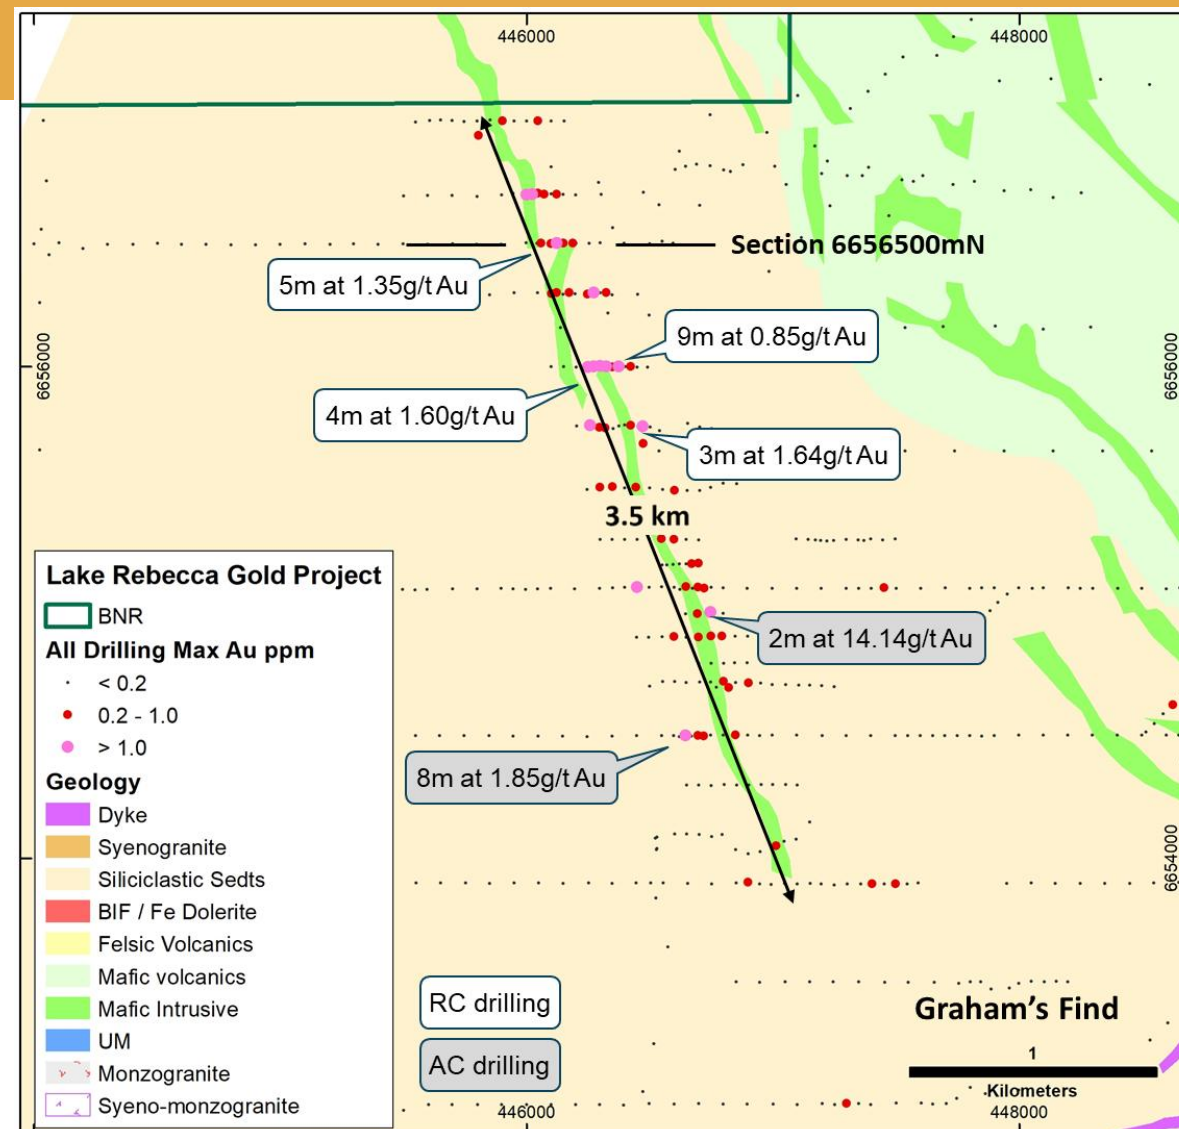 446000
448000
Section 6656500mN
5m at 1.35g/t Au
9m at 0.85g/t Au
6656000
6656000
4m at 1.60g/t Au
3m at 1.64g/t Au
3.5 km
Lake Rebecca Gold Project
BNR
All Drilling Max Au ppm
< 0.2
0.2 - 1.0
> 1.0
Geology
Dyke
Syenogranite
Siliciclastic Sedts
BIF / Fe Dolerite
Felsic Volcanics
Mafic volcanics
Mafic Intrusive
UM
Monzogranite
Syeno-monzogranite
2m at 14.14g/t Au
8m at 1.85g/t Au
6654000
RC drilling
AC drilling
Graham's Find
1
Kilometers
446000
448000